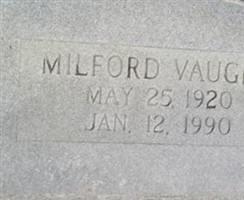 MILFORD VAUG
MAY 25, 1920
JAN. 12, 1990